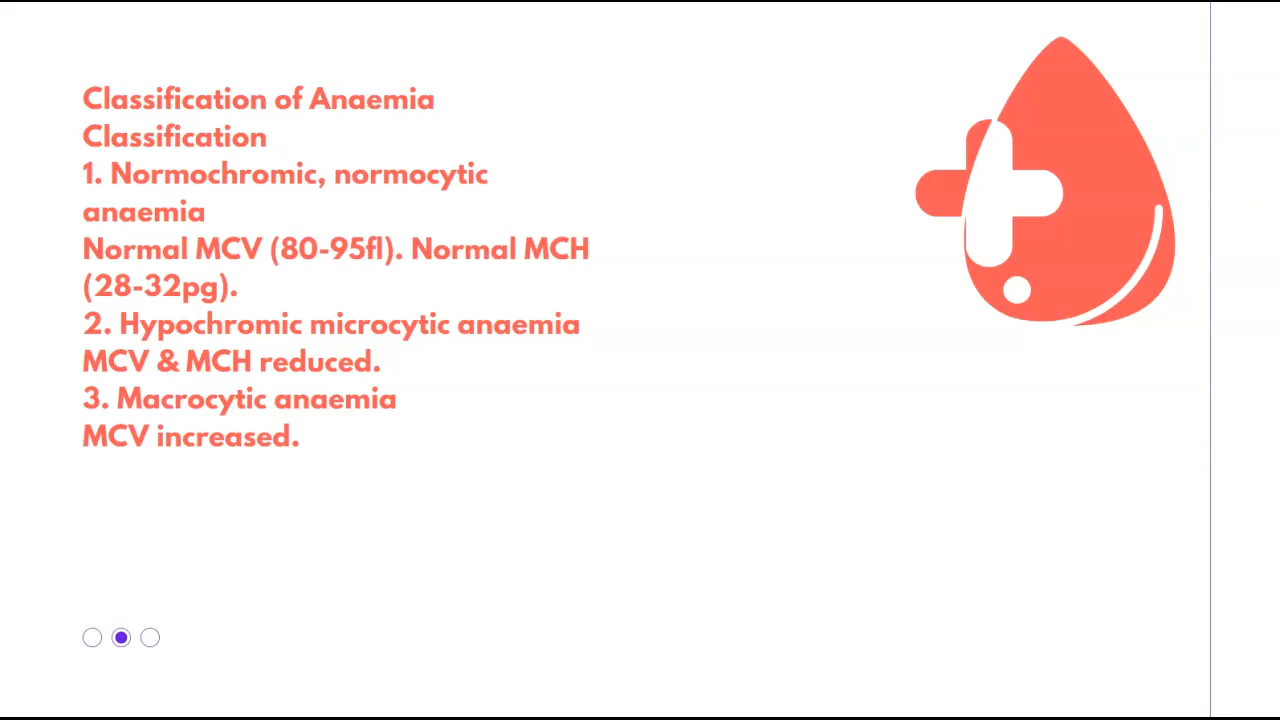 Classification of Anaemia
Classification
1. Normochromic, normocytic
anaemia
Normal MCV (80-95fl). Normal MCH
(28-32pg).
2. Hypochromic microcytic anaemia
MCV & MCH reduced.
3. Macrocytic anaemia
MCV increased.